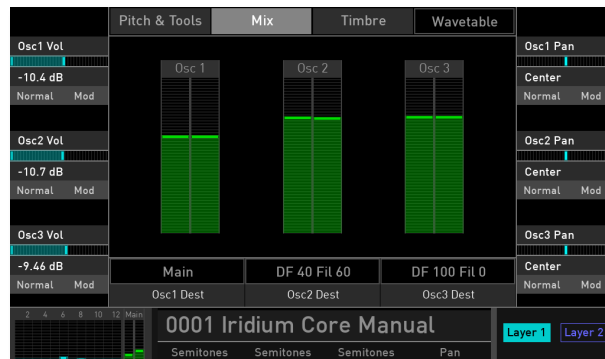 Pitch & Tools Mix Timbre Wavetable
Osc1 Vol
-10.4 dB
Normal Mod
Osc2 Vol
-10.7 dB
Normal Mod
Osc3 Vol
-9.46 dB
Normal Mod
Osc 1 Osc 2 Osc 3
Main DF 40 Fil 60 DF 100 Fil 0
Osc1 Dest Osc2 Dest Osc3 Dest
Osc1 Pan
Center
Normal Mod
Osc2 Pan
Center
Normal Mod
Osc3 Pan
Center
Normal Mod
2 4 6 8 10 12 Main
0001 Iridium Core Manual
Semitones Semitones Semitones Pan
Layer 1 Layer 2